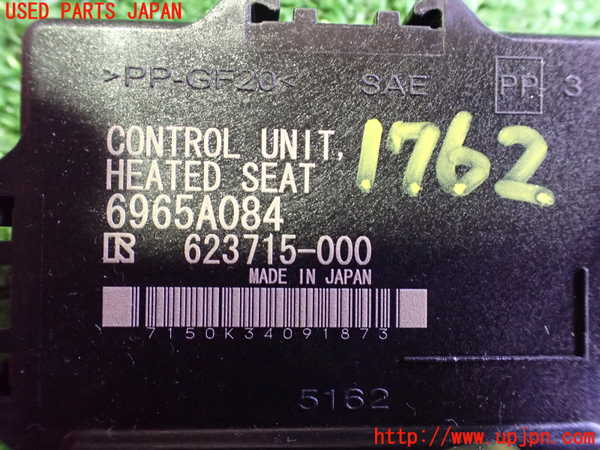 USED PARTS JAPAN
>PP-GF20< SAE PP 3
CONTROL UNIT,
HEATED SEAT
1762
6965A084
623715-000
MADE IN JAPAN
7150K34091873
5162
http://www.upjpn.com/